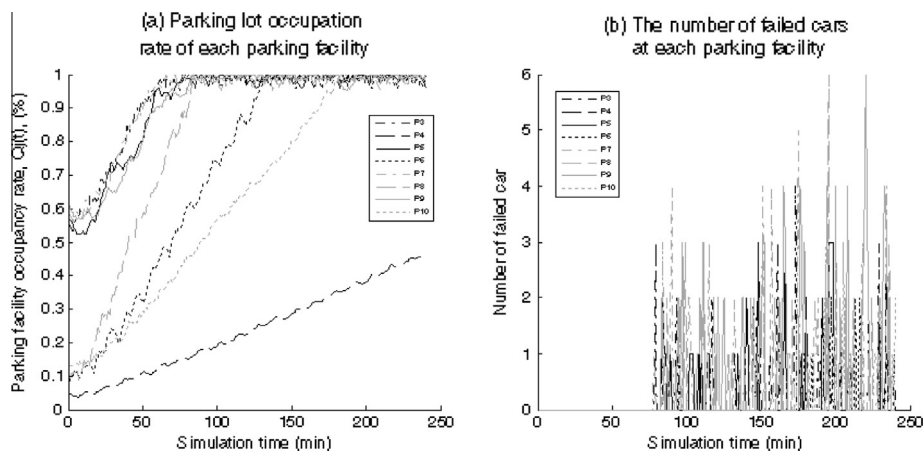 (a) Parking lot occupation
rate of each parking facility
Parking facility occupancy rate, Qj(t), (%)
1
0.9
0.8
0.7
0.6
0.5
0.4
0.3
0.2
0.1
0
0 50 100 150 200 250
Simulation time (min)
P3
P4
P5
P6
P7
P8
P9
P10
(b) The number of failed cars
at each parking facility
Number of failed car
6
5
4
3
2
1
0
0 50 100 150 200 250
Simulation time (min)
P3
P4
P5
P6
P7
P8
P9
P10